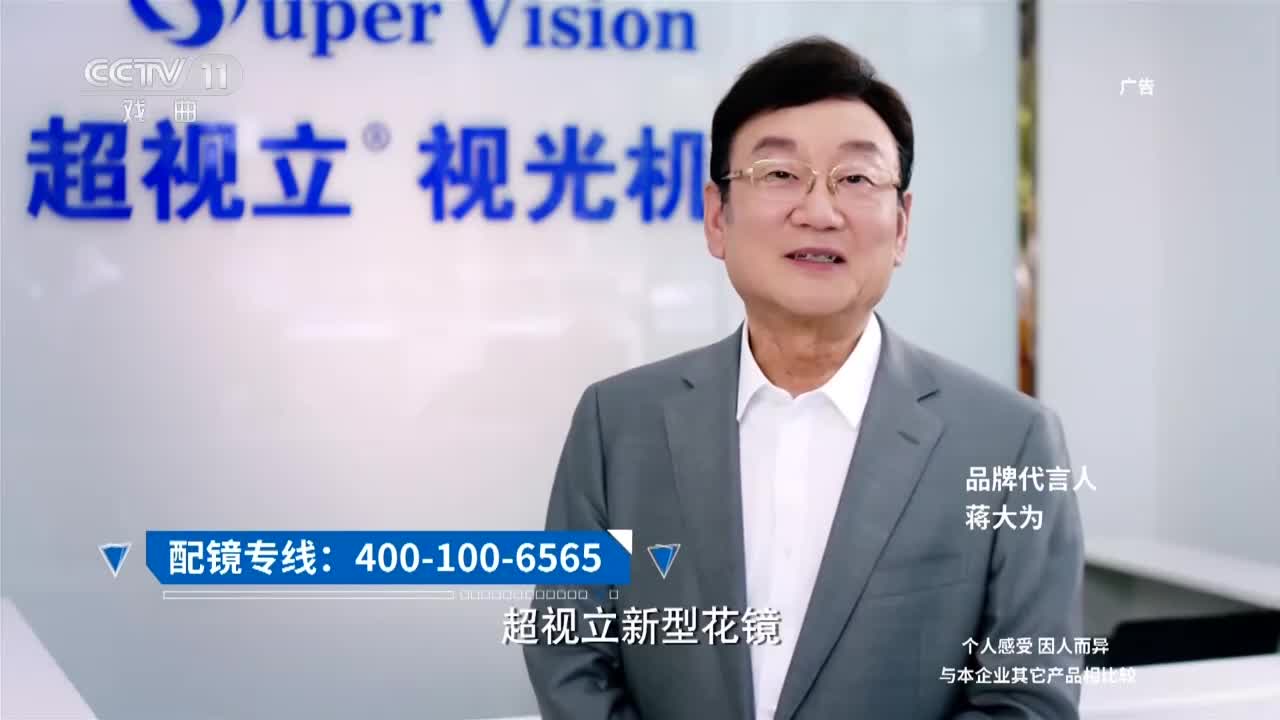 uper Vision
CCTV 11
戏曲
广告
超视立® 视光机
品牌代言人
蒋大为
配镜专线：400-100-6565
超视立新型花镜
个人感受 因人而异
与本企业其它产品相比较